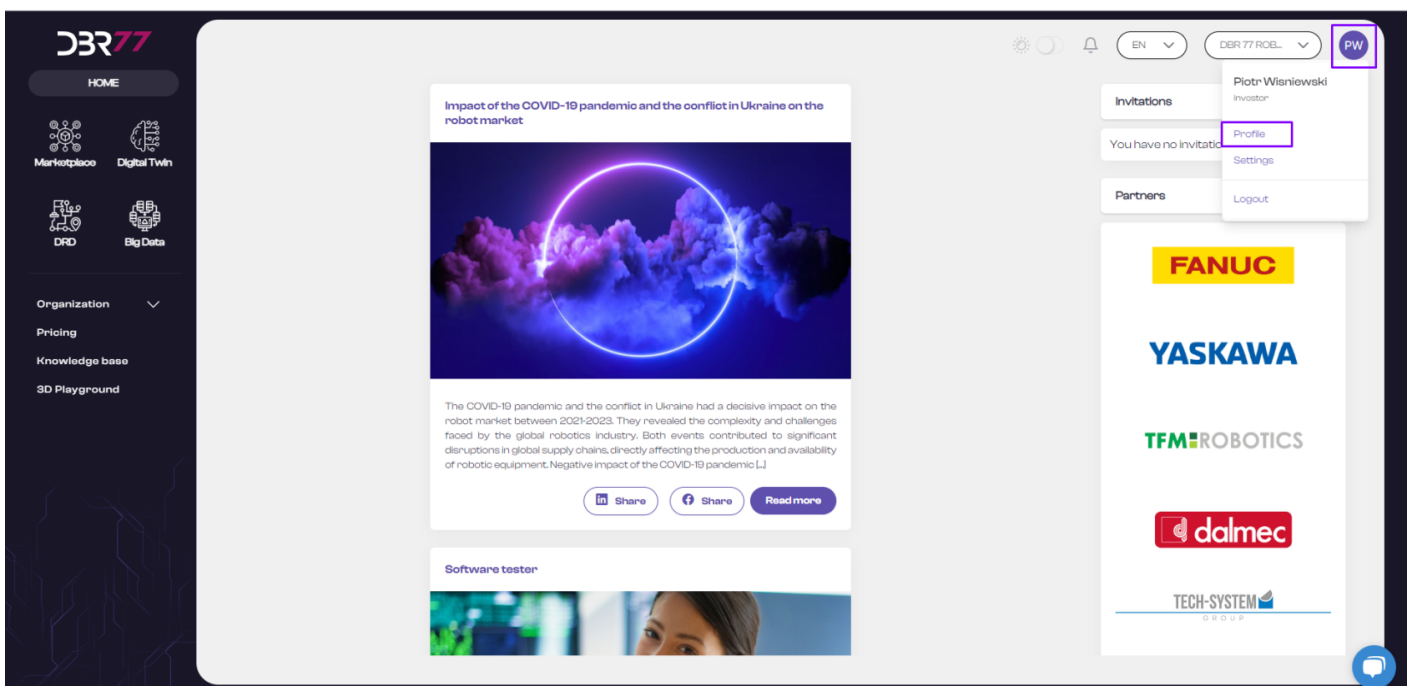 DBR77
HOME
Marketplace
Digital Twin
DRD
Big Data
Organization
Pricing
Knowledge base
3D Playground
EN
DBR 77 ROB...
PW
Piotr Wisniewski
Investor
Profile
Settings
Logout
Impact of the COVID-19 pandemic and the conflict in Ukraine on the
robot market
The COVID-19 pandemic and the conflict in Ukraine had a decisive impact on the
robot market between 2021-2023. They revealed the complexity and challenges
faced by the global robotics industry. Both events contributed to significant
disruptions in global supply chains, directly affecting the production and availability
of robotic equipment. Negative impact of the COVID-19 pandemic [...]
Share
Share
Read more
Software tester
Invitations
You have no invitatio
Partners
FANUC
YASKAWA
TFM ROBOTICS
dalmec
TECH-SYSTEM
GROUP